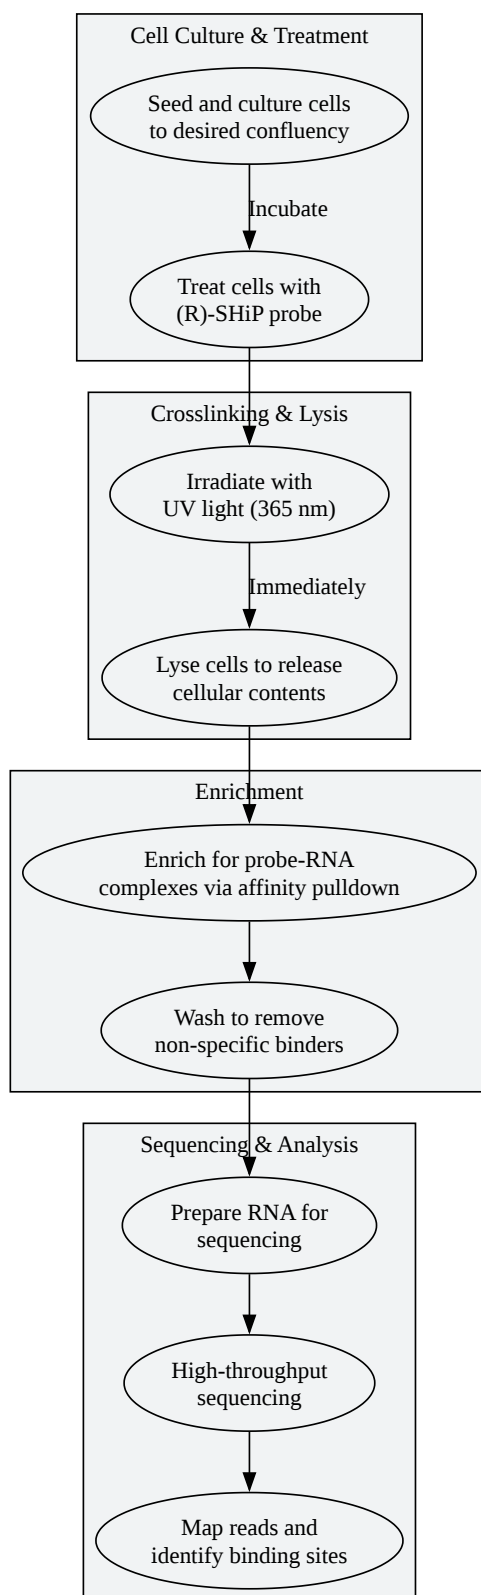 Cell Culture & Treatment
Seed and culture cells
to desired confluency
Incubate
Treat cells with
(R)-SHiP probe
Crosslinking & Lysis
Irradiate with
UV light (365 nm)
Immediately
Lyse cells to release
cellular contents
Enrichment
Enrich for probe-RNA
complexes via affinity pulldown
Wash to remove
non-specific binders
Sequencing & Analysis
Prepare RNA for
sequencing
High-throughput
sequencing
Map reads and
identify binding sites